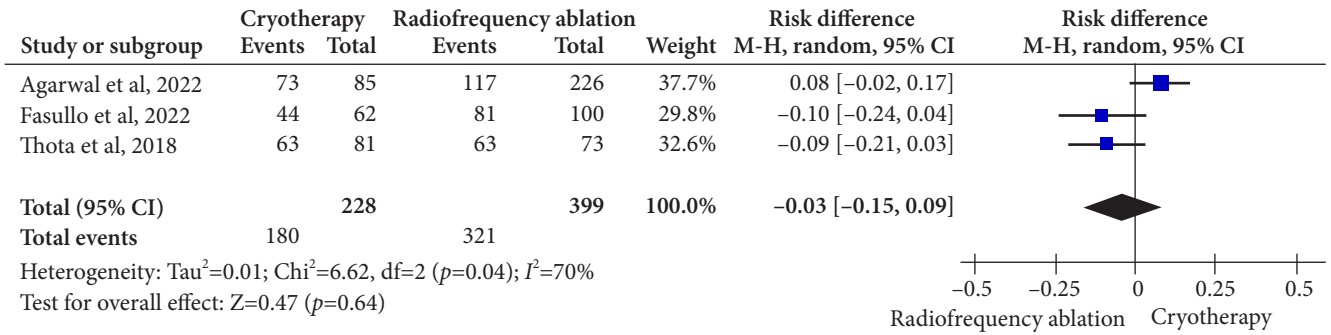 Cryotherapy Radiofrequency ablation Risk difference Risk difference
Study or subgroup Events Total Events Total Weight M-H, random, 95% CI M-H, random, 95% CI
Agarwal et al, 2022 73 85 117 226 37.7% 0.08 [–0.02, 0.17]
Fasullo et al, 2022 44 62 81 100 29.8% –0.10 [–0.24, 0.04]
Thota et al, 2018 63 81 63 73 32.6% –0.09 [–0.21, 0.03]
Total (95% CI) 228 399 100.0% –0.03 [–0.15, 0.09]
Total events 180 321
Heterogeneity: Tau²=0.01; Chi²=6.62, df=2 (p=0.04); I²=70%
Test for overall effect: Z=0.47 (p=0.64)
–0.5 –0.25 0 0.25 0.5
Radiofrequency ablation Cryotherapy